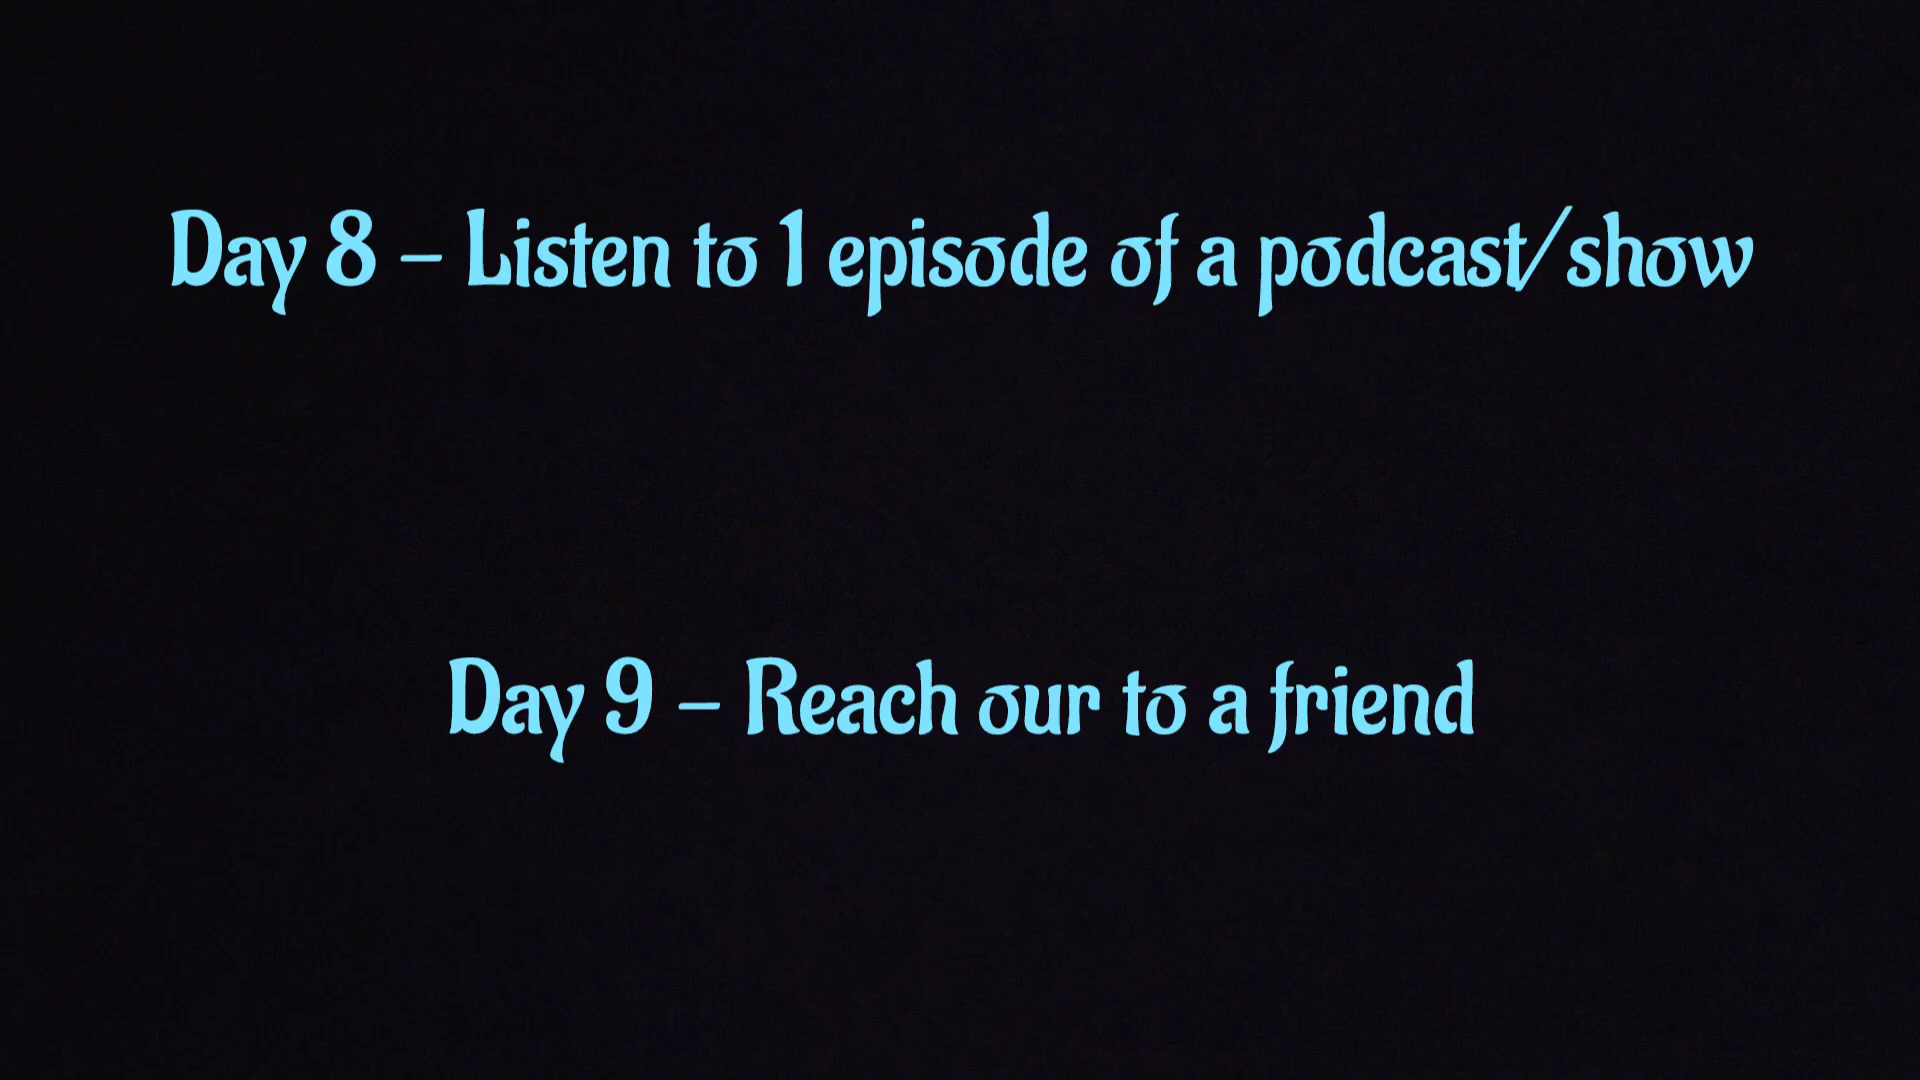 Day 8 – Listen to 1 episode of a podcast/show
Day 9 – Reach our to a friend